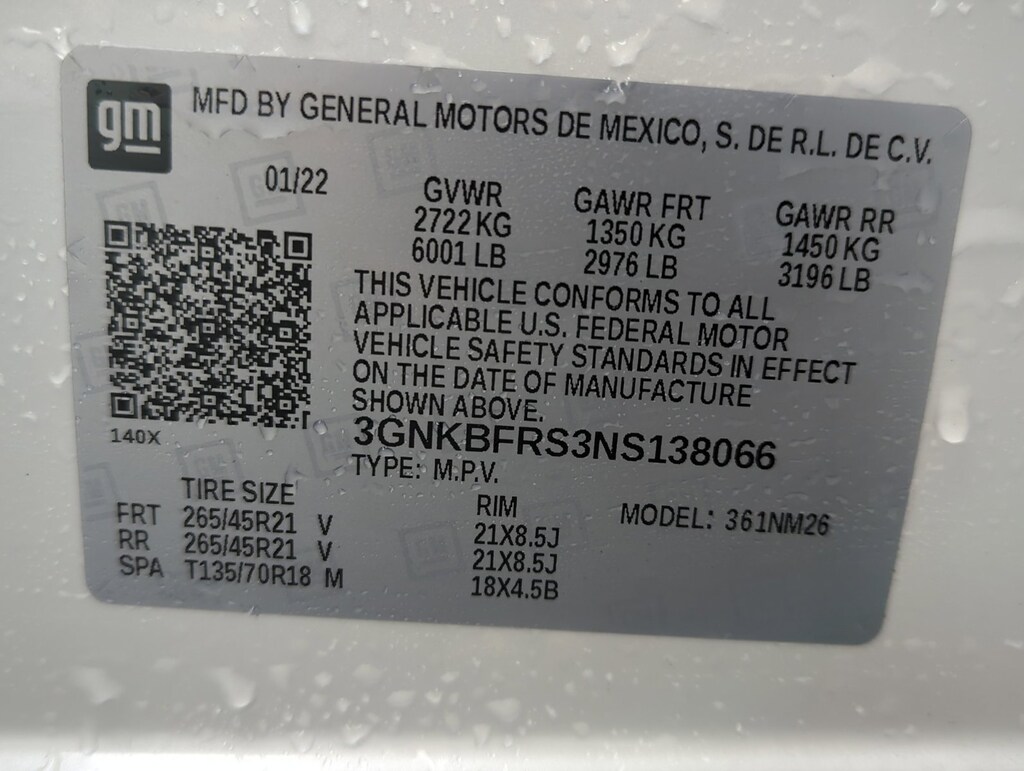 gm MFD BY GENERAL MOTORS DE MEXICO, S. DE R.L. DE C.V.
01/22 GVWR GAWR FRT GAWR RR
2722 KG 1350 KG 1450 KG
6001 LB 2976 LB 3196 LB
THIS VEHICLE CONFORMS TO ALL
APPLICABLE U.S. FEDERAL MOTOR
VEHICLE SAFETY STANDARDS IN EFFECT
ON THE DATE OF MANUFACTURE
SHOWN ABOVE.
140X
3GNKBFRS3NS138066
TYPE: M.P.V.
TIRE SIZE RIM MODEL: 361NM26
FRT 265/45R21 V 21X8.5J
RR 265/45R21 V 21X8.5J
SPA T135/70R18 M 18X4.5B